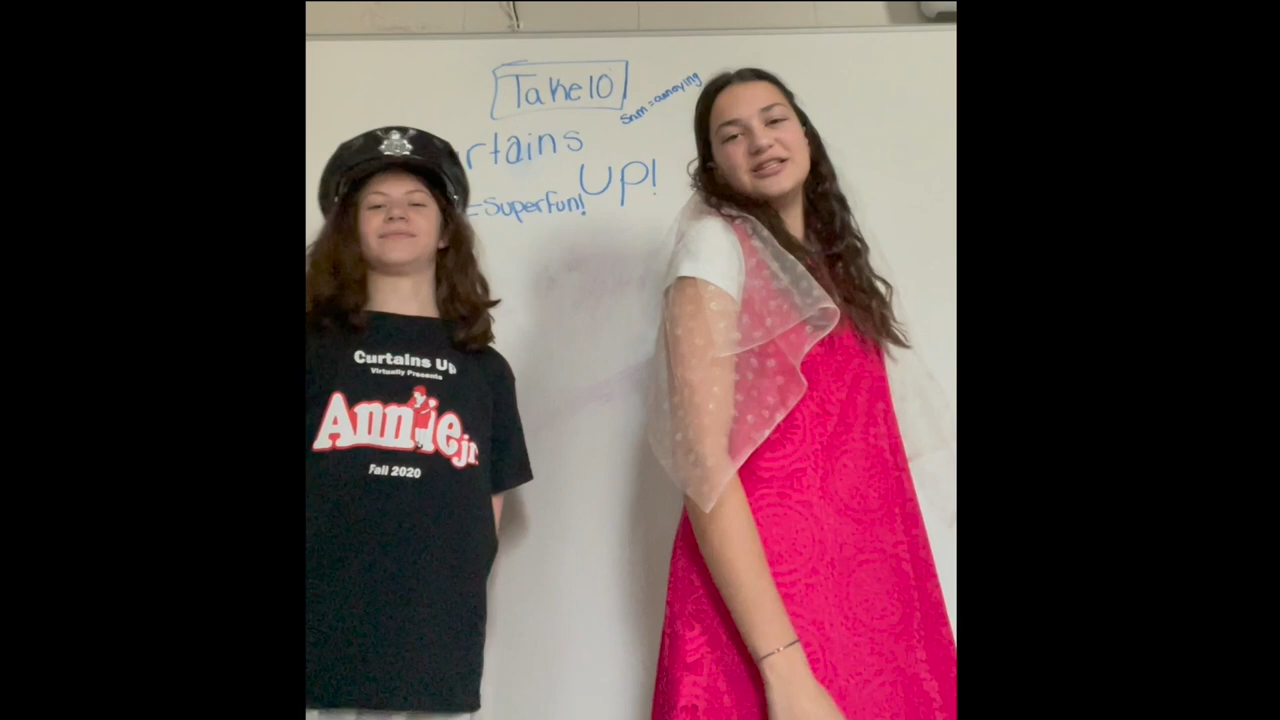 Take10
Snm = annoying
rtains
UP!
=Superfun!
Curtains Up
Virtually Presents
Annie jr.
Fall 2020